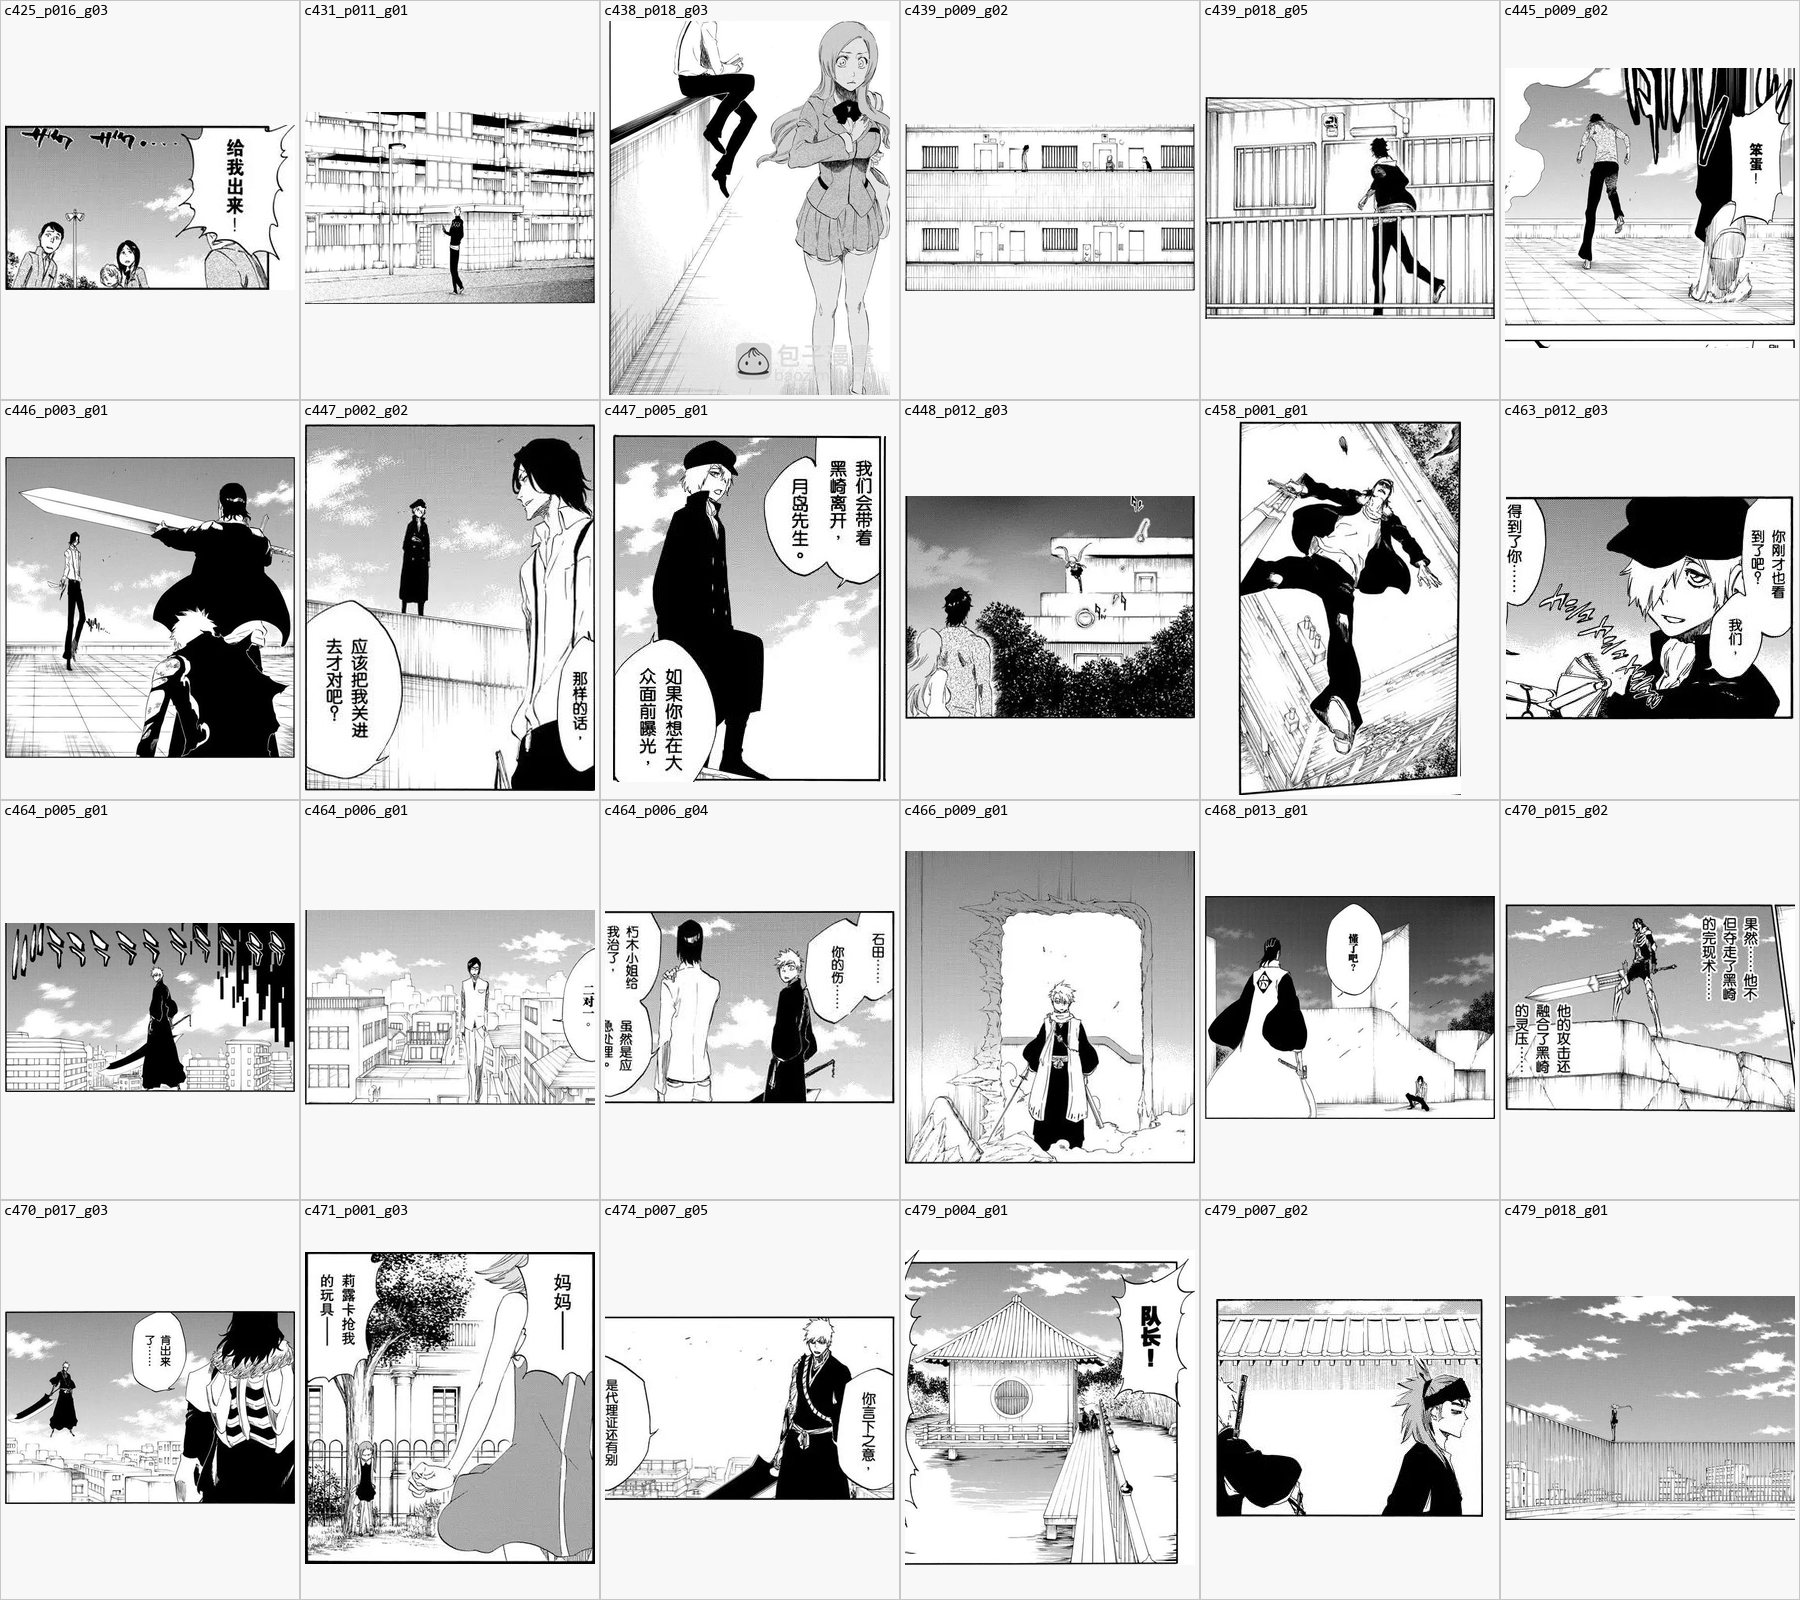 c425_p016_g03
ザッ ザッ・・・・
给我出来！
c431_p011_g01
c438_p018_g03
包子漫畫
c439_p009_g02
c439_p018_g05
c445_p009_g02
笨蛋！
c446_p003_g01
c447_p002_g02
那样的话，
应该把我关进
去才对吧？
c447_p005_g01
我们会带着
黑崎离开，
月岛先生。
如果你想在大
众面前曝光，
c448_p012_g03
c458_p001_g01
c463_p012_g03
你刚才也看
到了吧？
我们，
得到了你……
c464_p005_g01
c464_p006_g01
二对一。
c464_p006_g04
石田……
你的伤……
朽木小姐给
我治了，
虽然是应
急处理。
c466_p009_g01
c468_p013_g01
懂了吧？
c470_p015_g02
果然……他不
但夺走了黑崎
的完现术……
他的攻击还
融合了黑崎
的灵压……
c470_p017_g03
肯出来
了……
c471_p001_g03
妈妈——
莉露卡抢我
的玩具——
c474_p007_g05
你言下之意，
是代理证还有别
c479_p004_g01
队长！
c479_p007_g02
c479_p018_g01